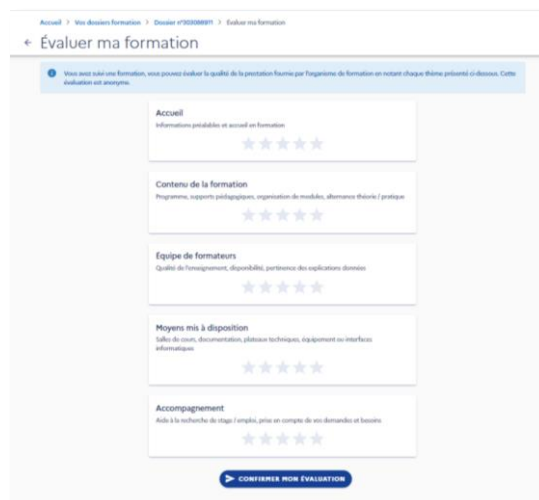 Accueil > Vos dossiers formation > Dossier > Évaluer ma formation
← Évaluer ma formation
Vous avez suivi une formation, vous pouvez évaluer la qualité de la prestation fournie par l'organisme de formation en notant chaque thème présenté ci-dessous. Cette
évaluation est anonyme.
Accueil
Informations préalables et accueil en formation
Contenu de la formation
Programme, supports pédagogiques, organisation de modules, alternance théorie / pratique
Équipe de formateurs
Qualité de l'enseignement, disponibilité, pertinence des explications données
Moyens mis à disposition
Salles de cours, documentation, plateaux techniques, équipement ou interfaces
informatiques
Accompagnement
Aide à la recherche de stage / emploi, prise en compte de vos demandes et besoins
CONFIRMER MON ÉVALUATION